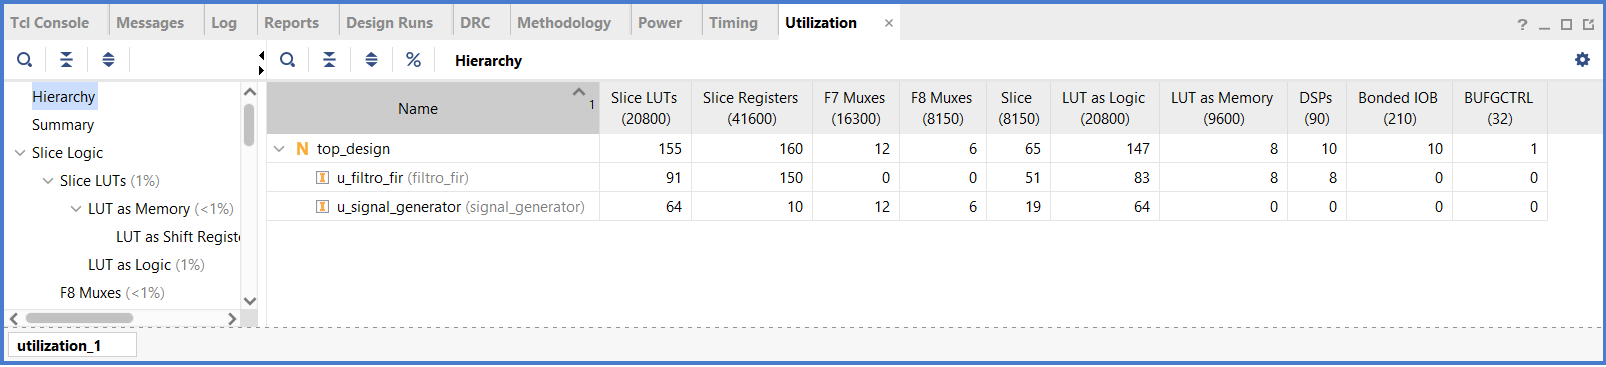 Tcl Console Messages Log Reports Design Runs DRC Methodology Power Timing Utilization ×
? _
% Hierarchy
Hierarchy
Summary
Slice Logic
Slice LUTs (1%)
LUT as Memory (<1%)
LUT as Shift Registe
LUT as Logic (1%)
F8 Muxes (<1%)
Name 1 Slice LUTs (20800) Slice Registers (41600) F7 Muxes (16300) F8 Muxes (8150) Slice (8150) LUT as Logic (20800) LUT as Memory (9600) DSPs (90) Bonded IOB (210) BUFGCTRL (32)
N top_design 155 160 12 6 65 147 8 10 10 1
I u_filtro_fir (filtro_fir) 91 150 0 0 51 83 8 8 0 0
I u_signal_generator (signal_generator) 64 10 12 6 19 64 0 0 0 0
utilization_1